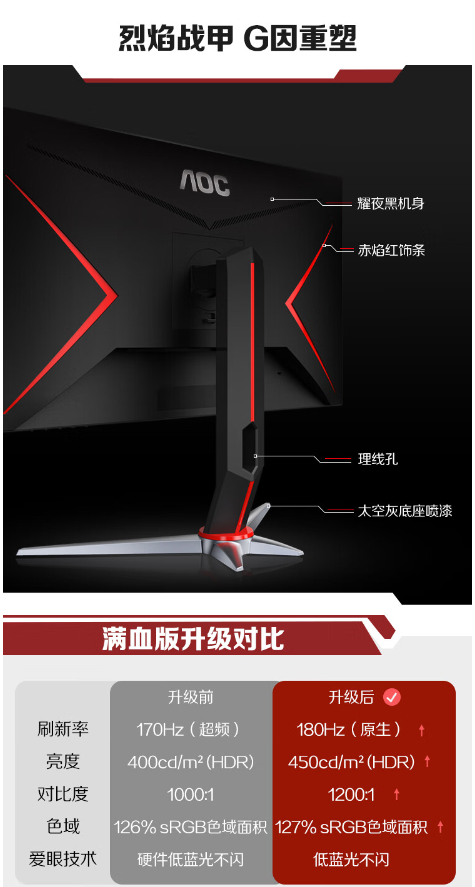 烈焰战甲 G因重塑
AOC
耀夜黑机身
赤焰红饰条
理线孔
太空灰底座喷漆
满血版升级对比
升级前 升级后
刷新率 170Hz（超频） 180Hz（原生）↑
亮度 400cd/m²(HDR) 450cd/m²(HDR) ↑
对比度 1000:1 1200:1 ↑
色域 126% sRGB色域面积 127% sRGB色域面积 ↑
爱眼技术 硬件低蓝光不闪 低蓝光不闪